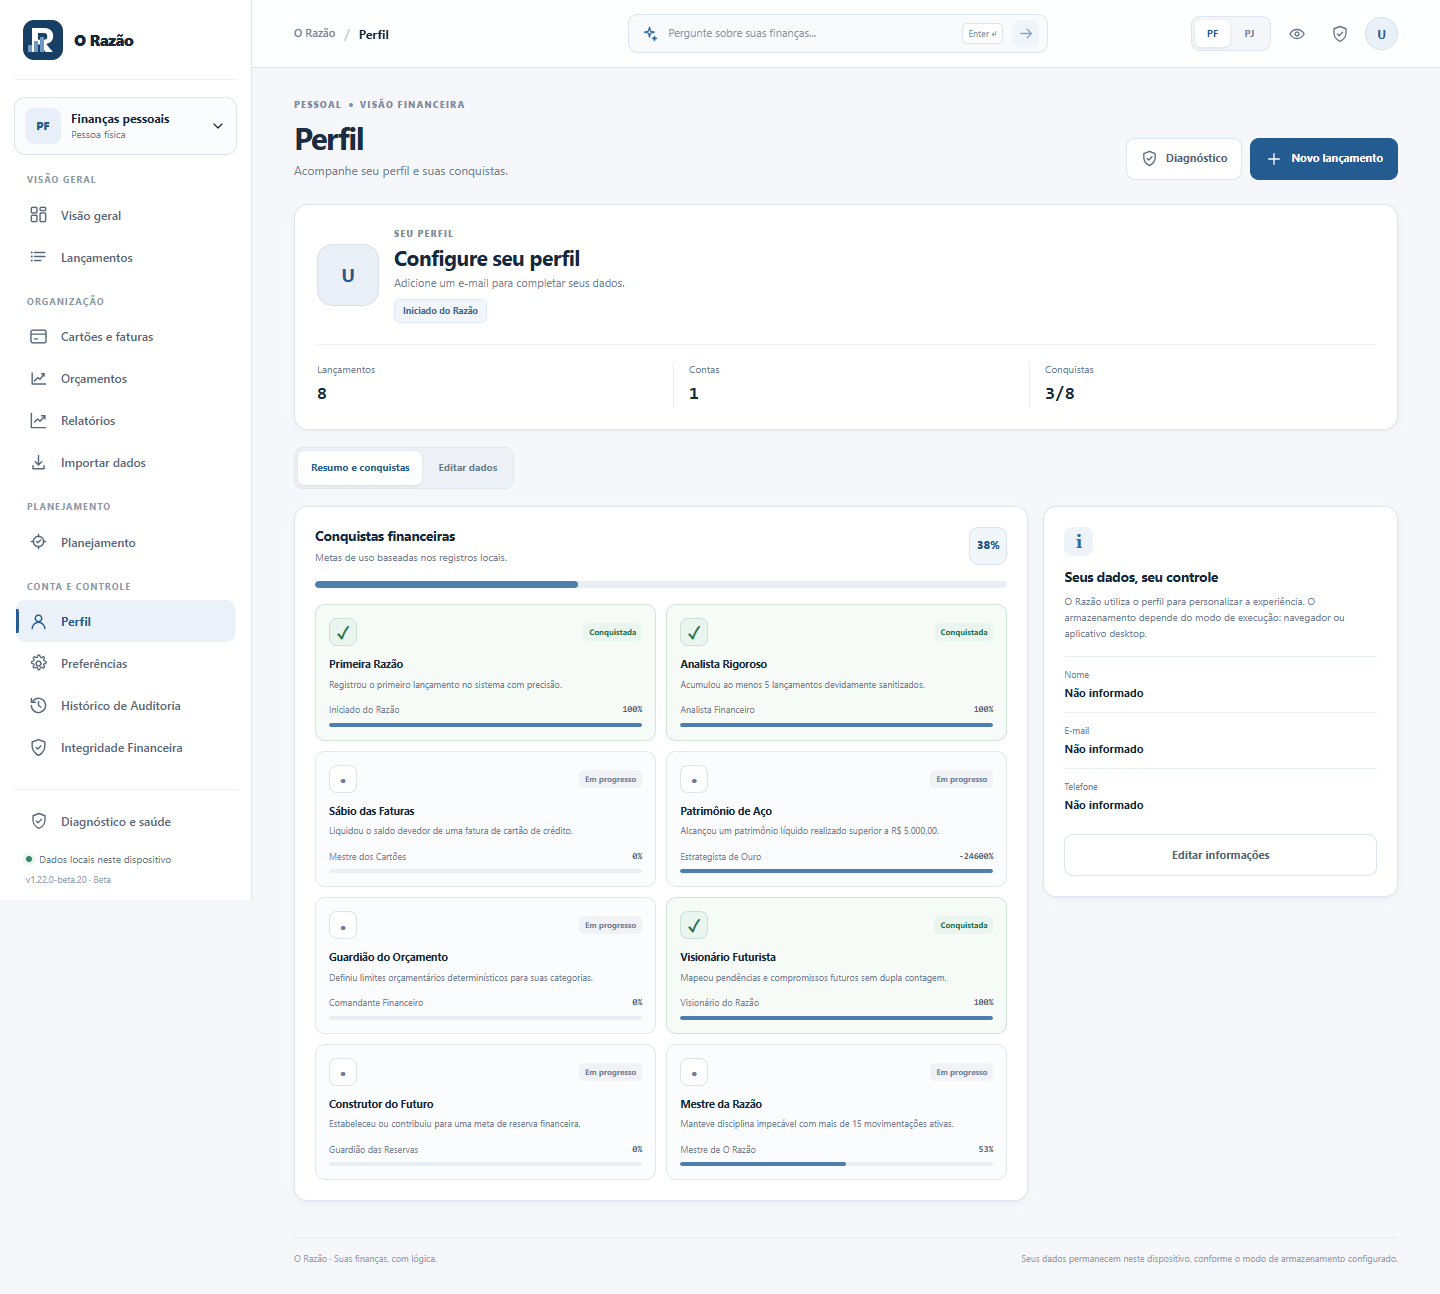 O Razão
PF
Finanças pessoais
Pessoa física
VISÃO GERAL
Visão geral
Lançamentos
ORGANIZAÇÃO
Cartões e faturas
Orçamentos
Relatórios
Importar dados
PLANEJAMENTO
Planejamento
CONTA E CONTROLE
Perfil
Preferências
Histórico de Auditoria
Integridade Financeira
Diagnóstico e saúde
Dados locais neste dispositivo
v1.22.0-beta.20 · Beta
O Razão / Perfil
Pergunte sobre suas finanças...
Enter ↲
PF PJ
U
PESSOAL • VISÃO FINANCEIRA
Perfil
Acompanhe seu perfil e suas conquistas.
Diagnóstico
Novo lançamento
U
SEU PERFIL
Configure seu perfil
Adicione um e-mail para completar seus dados.
Iniciado do Razão
Lançamentos
8
Contas
1
Conquistas
3/8
Resumo e conquistas
Editar dados
Conquistas financeiras
Metas de uso baseadas nos registros locais.
38%
✓ Conquistada
Primeira Razão
Registrou o primeiro lançamento no sistema com precisão.
Iniciado do Razão 100%
✓ Conquistada
Analista Rigoroso
Acumulou ao menos 5 lançamentos devidamente sanitizados.
Analista Financeiro 100%
• Em progresso
Sábio das Faturas
Liquidou o saldo devedor de uma fatura de cartão de crédito.
Mestre dos Cartões 0%
• Em progresso
Patrimônio de Aço
Alcançou um patrimônio líquido realizado superior a R$ 5.000,00.
Estrategista de Ouro -24600%
• Em progresso
Guardião do Orçamento
Definiu limites orçamentários determinísticos para suas categorias.
Comandante Financeiro 0%
✓ Conquistada
Visionário Futurista
Mapeou pendências e compromissos futuros sem dupla contagem.
Visionário do Razão 100%
• Em progresso
Construtor do Futuro
Estabeleceu ou contribuiu para uma meta de reserva financeira.
Guardião das Reservas 0%
• Em progresso
Mestre da Razão
Manteve disciplina impecável com mais de 15 movimentações ativas.
Mestre de O Razão 53%
i
Seus dados, seu controle
O Razão utiliza o perfil para personalizar a experiência. O
armazenamento depende do modo de execução: navegador ou
aplicativo desktop.
Nome
Não informado
E-mail
Não informado
Telefone
Não informado
Editar informações
O Razão · Suas finanças, com lógica.
Seus dados permanecem neste dispositivo, conforme o modo de armazenamento configurado.